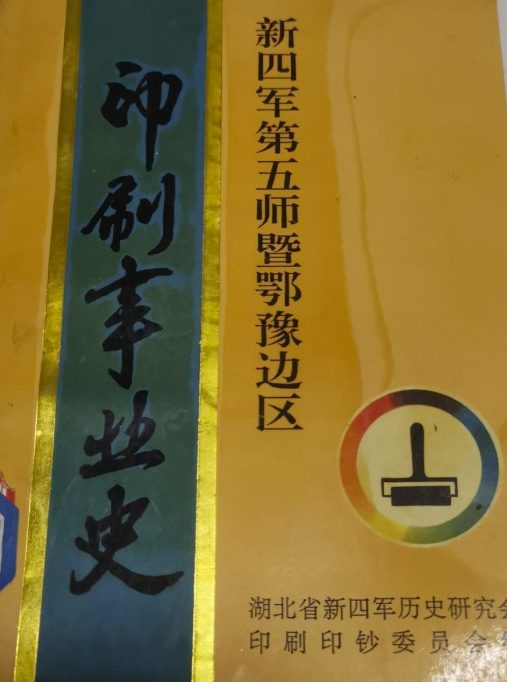 新四军第五师暨鄂豫边区
印刷事业史
湖北省新四军历史研究会
印刷印钞委员会编